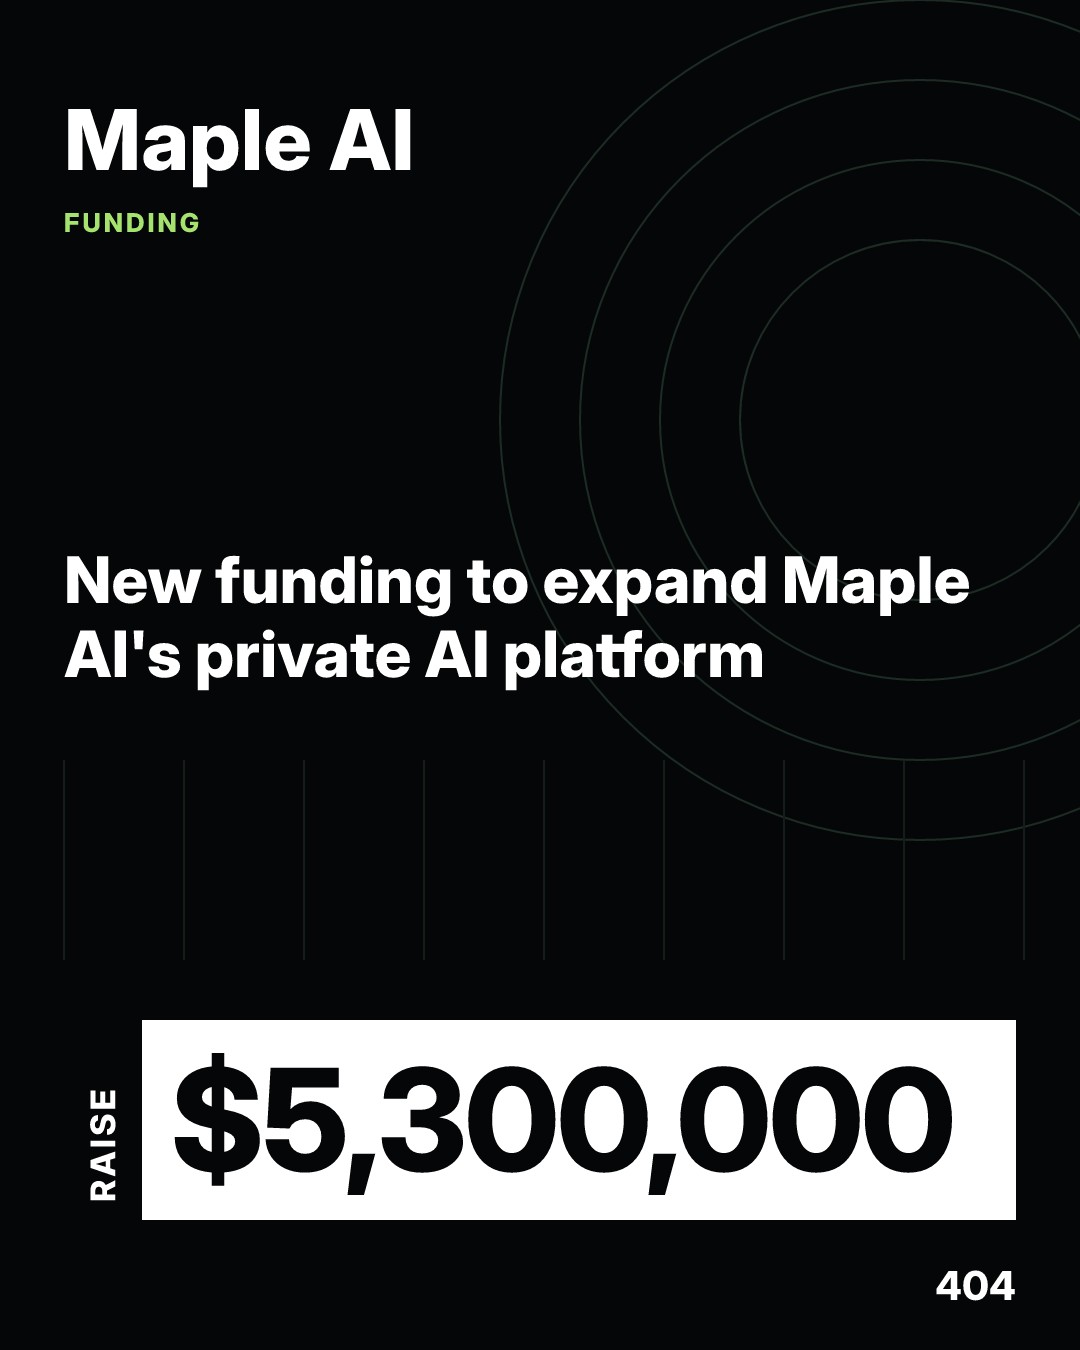 Maple AI
FUNDING
New funding to expand Maple
AI's private AI platform
RAISE
$5,300,000
404